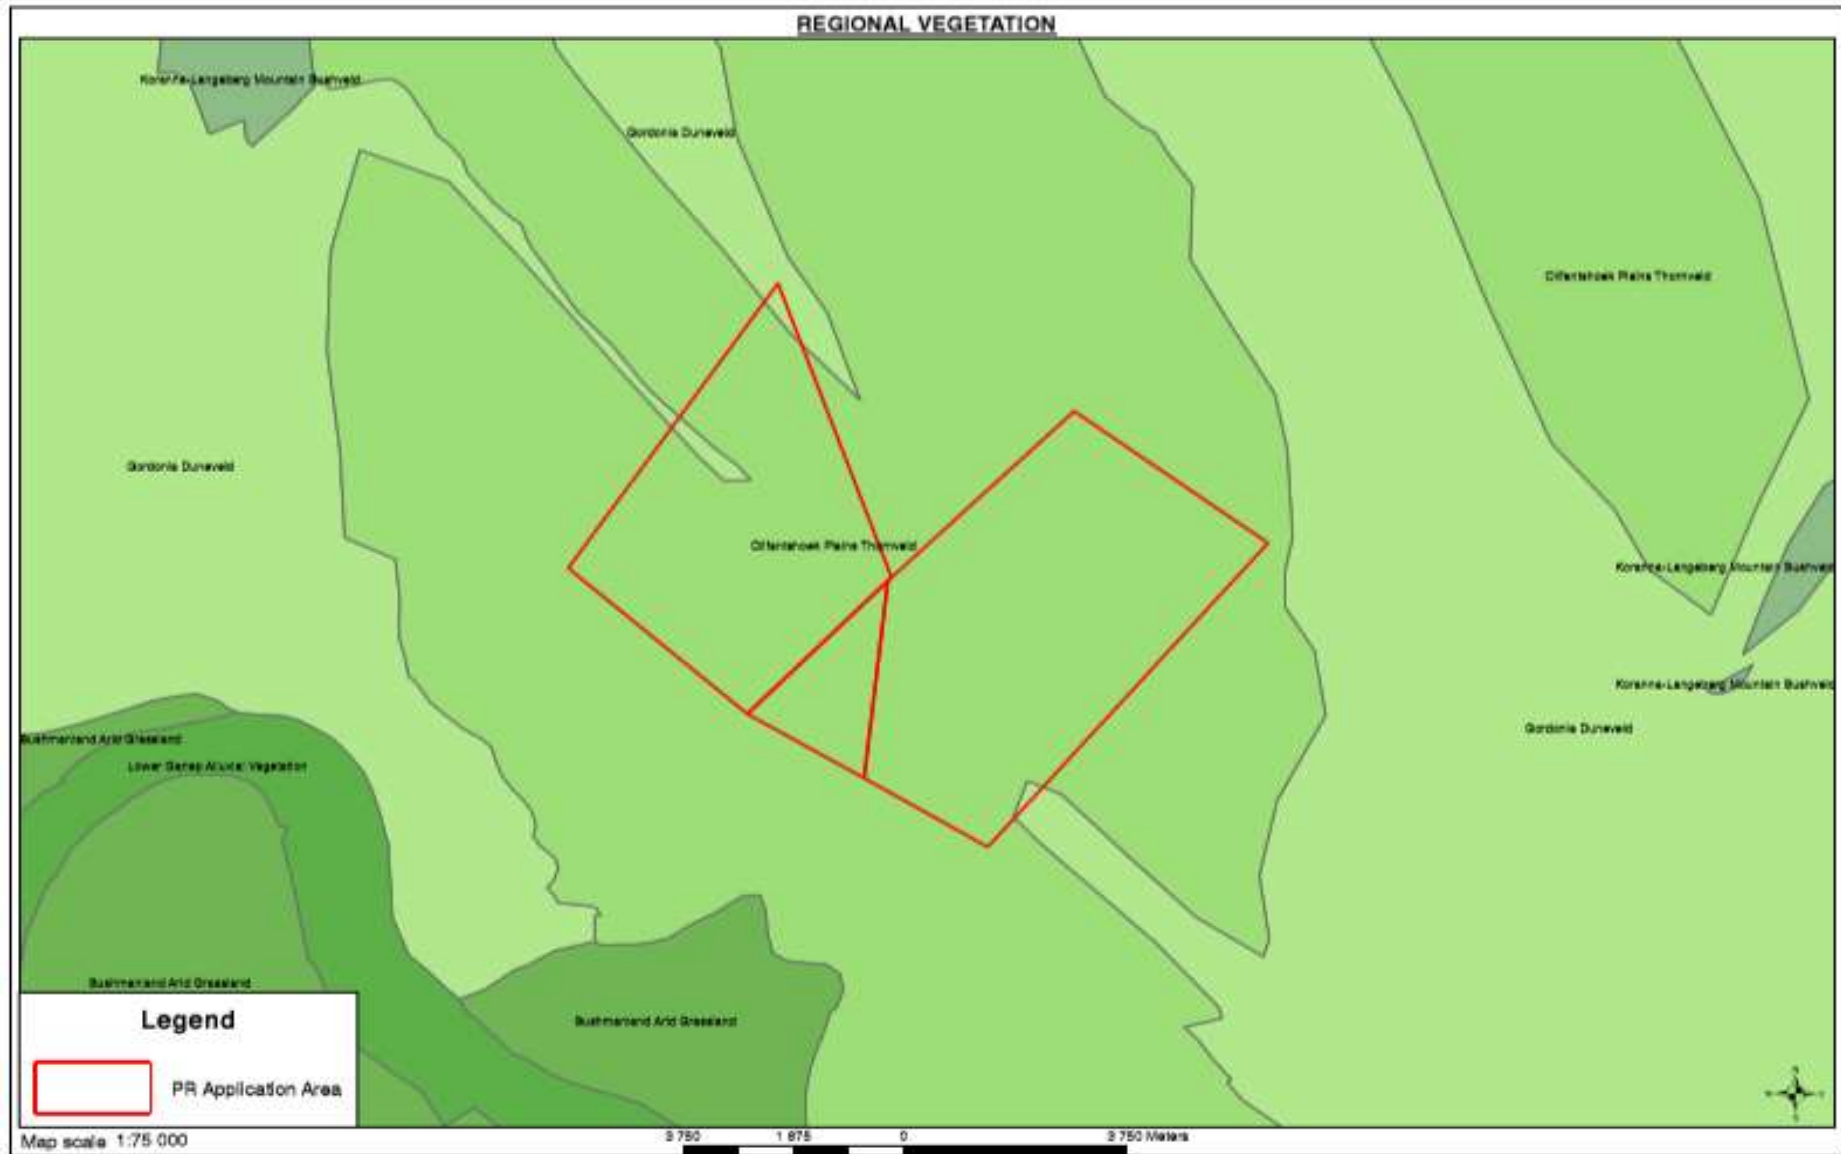 REGIONAL VEGETATION
Koranna-Langeberg Mountain Bushveld
Gordonia Duneveld
Olifantshoek Plains Thornveld
Gordonia Duneveld
Olifantshoek Plains Thornveld
Koranna-Langeberg Mountain Bushveld
Koranna-Langeberg Mountain Bushveld
Gordonia Duneveld
Bushmanland Arid Grassland
Lower Gariep Alluvial Vegetation
Bushmanland Arid Grassland
Bushmanland Arid Grassland
Legend
PR Application Area
N
S
Map scale 1:75 000
3 750 1 875 0 3 750 Meters